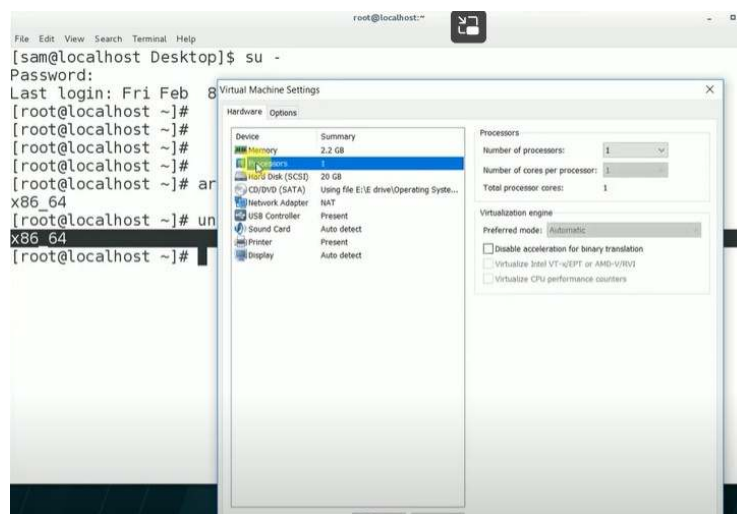 root@localhost:~
File Edit View Search Terminal Help
[sam@localhost Desktop]$ su -
Password:
Last login: Fri Feb 8
[root@localhost ~]#
[root@localhost ~]#
[root@localhost ~]#
[root@localhost ~]#
[root@localhost ~]# ar
x86_64
[root@localhost ~]# un
x86_64
[root@localhost ~]#
Virtual Machine Settings
Hardware Options
Device Summary
Memory 2.2 GB
Processors 1
Hard Disk (SCSI) 20 GB
CD/DVD (SATA) Using file E:\E drive\Operating Syste...
Network Adapter NAT
USB Controller Present
Sound Card Auto detect
Printer Present
Display Auto detect
Processors
Number of processors: 1
Number of cores per processor: 1
Total processor cores: 1
Virtualization engine
Preferred mode: Automatic
Disable acceleration for binary translation
Virtualize Intel VT-x/EPT or AMD-V/RVI
Virtualize CPU performance counters